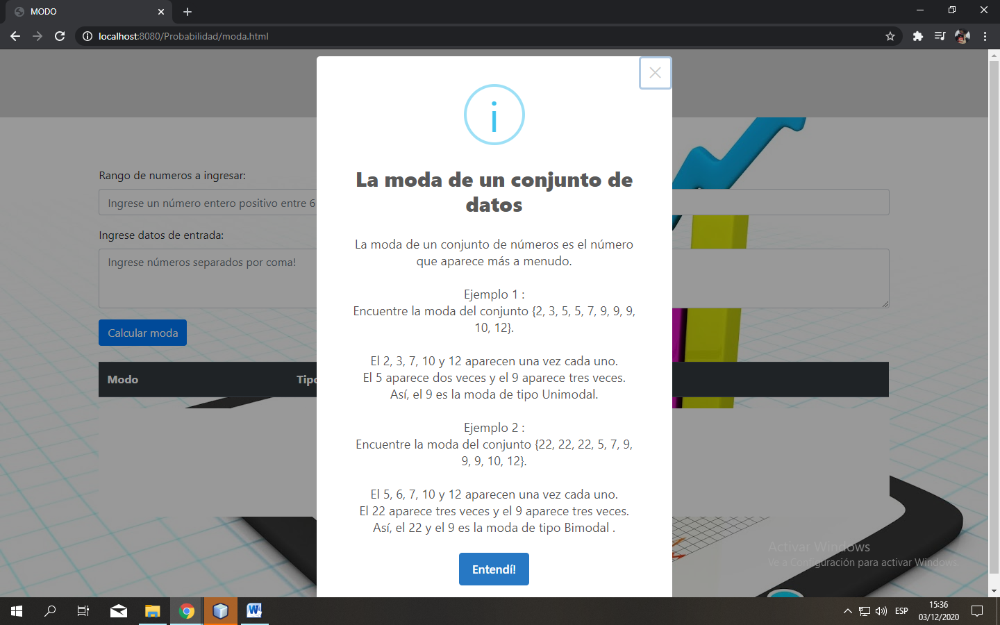 MODO
localhost:8080/Probabilidad/moda.html
La moda de un conjunto de
datos
La moda de un conjunto de números es el número
que aparece más a menudo.
Ejemplo 1 :
Encuentre la moda del conjunto {2, 3, 5, 5, 7, 9, 9, 9,
10, 12}.
El 2, 3, 7, 10 y 12 aparecen una vez cada uno.
El 5 aparece dos veces y el 9 aparece tres veces.
Así, el 9 es la moda de tipo Unimodal.
Ejemplo 2 :
Encuentre la moda del conjunto {22, 22, 22, 5, 7, 9,
9, 9, 10, 12}.
El 5, 6, 7, 10 y 12 aparecen una vez cada uno.
El 22 aparece tres veces y el 9 aparece tres veces.
Así, el 22 y el 9 es la moda de tipo Bimodal .
Entendí!
Rango de numeros a ingresar:
Ingrese un número entero positivo entre 6
Ingrese datos de entrada:
Ingrese números separados por coma!
Calcular moda
Modo Tipo
Activar Windows
Ve a Configuración para activar Windows.
ESP
15:36
03/12/2020